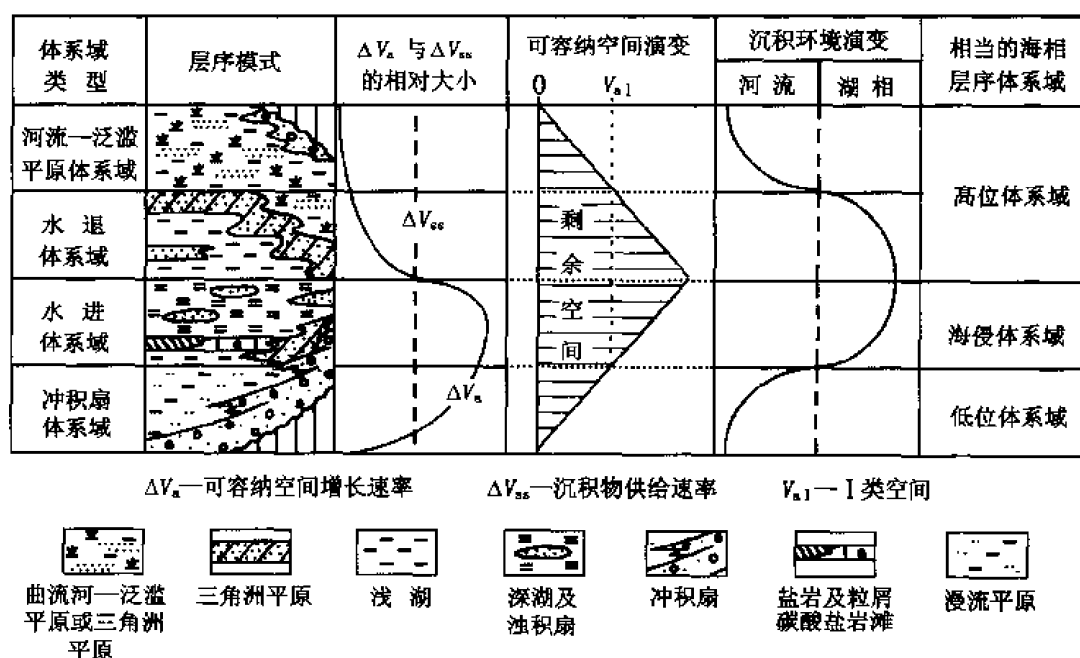 体系域
类 型
层序模式
ΔVa 与 ΔVss
的相对大小
可容纳空间演变
0 Va1
沉积环境演变
河 流 湖 相
相当的海相
层序体系域
河流—泛滥
平原体系域
水 退
体系域
水 进
体系域
冲积扇
体系域
ΔVss
ΔVa
剩
余
空
间
高位体系域
海侵体系域
低位体系域
ΔVa—可容纳空间增长速率 ΔVss—沉积物供给速率 Va1—Ⅰ类空间
曲流河—泛滥
平原或三角洲
平原
三角洲平原
浅 湖
深湖及
浊积扇
冲积扇
盐岩及粒屑
碳酸盐岩滩
漫流平原